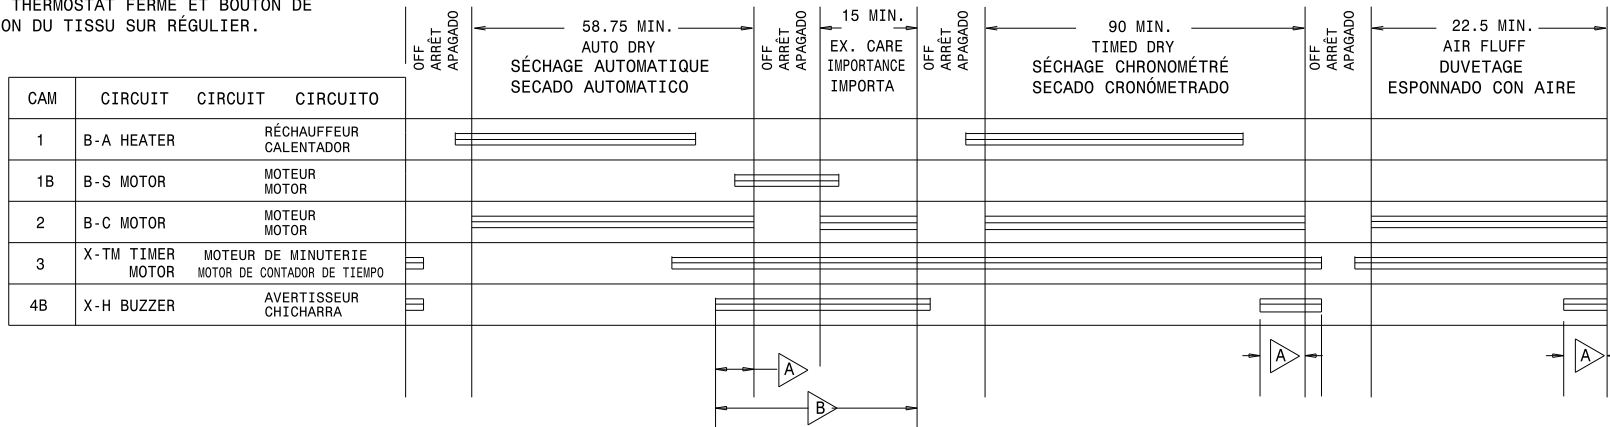 THERMOSTAT FERMÉ ET BOUTON DE
ON DU TISSU SUR RÉGULIER.
OFF
ARRÊT
APAGADO
58.75 MIN.
AUTO DRY
SÉCHAGE AUTOMATIQUE
SECADO AUTOMATICO
OFF
ARRÊT
APAGADO
15 MIN.
EX. CARE
IMPORTANCE
IMPORTA
OFF
ARRÊT
APAGADO
90 MIN.
TIMED DRY
SÉCHAGE CHRONOMÉTRÉ
SECADO CRONÓMETRADO
OFF
ARRÊT
APAGADO
22.5 MIN.
AIR FLUFF
DUVETAGE
ESPONNADO CON AIRE
CAM CIRCUIT CIRCUIT CIRCUITO
1 B-A HEATER RÉCHAUFFEUR
CALENTADOR
1B B-S MOTOR MOTEUR
MOTOR
2 B-C MOTOR MOTEUR
MOTOR
3 X-TM TIMER MOTEUR DE MINUTERIE
MOTOR MOTOR DE CONTADOR DE TIEMPO
4B X-H BUZZER AVERTISSEUR
CHICHARRA
A
B
A
A